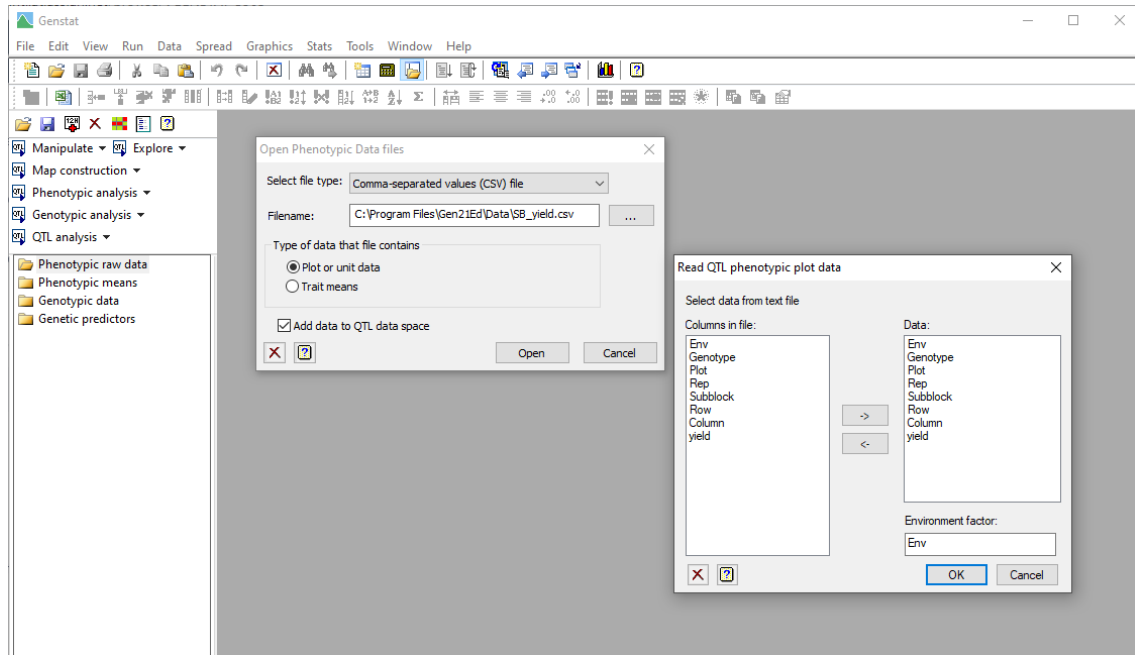 Genstat
File Edit View Run Data Spread Graphics Stats Tools Window Help
Manipulate Explore
Map construction
Phenotypic analysis
Genotypic analysis
QTL analysis
Phenotypic raw data
Phenotypic means
Genotypic data
Genetic predictors
Open Phenotypic Data files
Select file type: Comma-separated values (CSV) file
Filename: C:\Program Files\Gen21Ed\Data\SB_yield.csv ...
Type of data that file contains
Plot or unit data
Trait means
Add data to QTL data space
Open Cancel
Read QTL phenotypic plot data
Select data from text file
Columns in file:
Env
Genotype
Plot
Rep
Subblock
Row
Column
yield
->
<-
Data:
Env
Genotype
Plot
Rep
Subblock
Row
Column
yield
Environment factor:
Env
OK Cancel